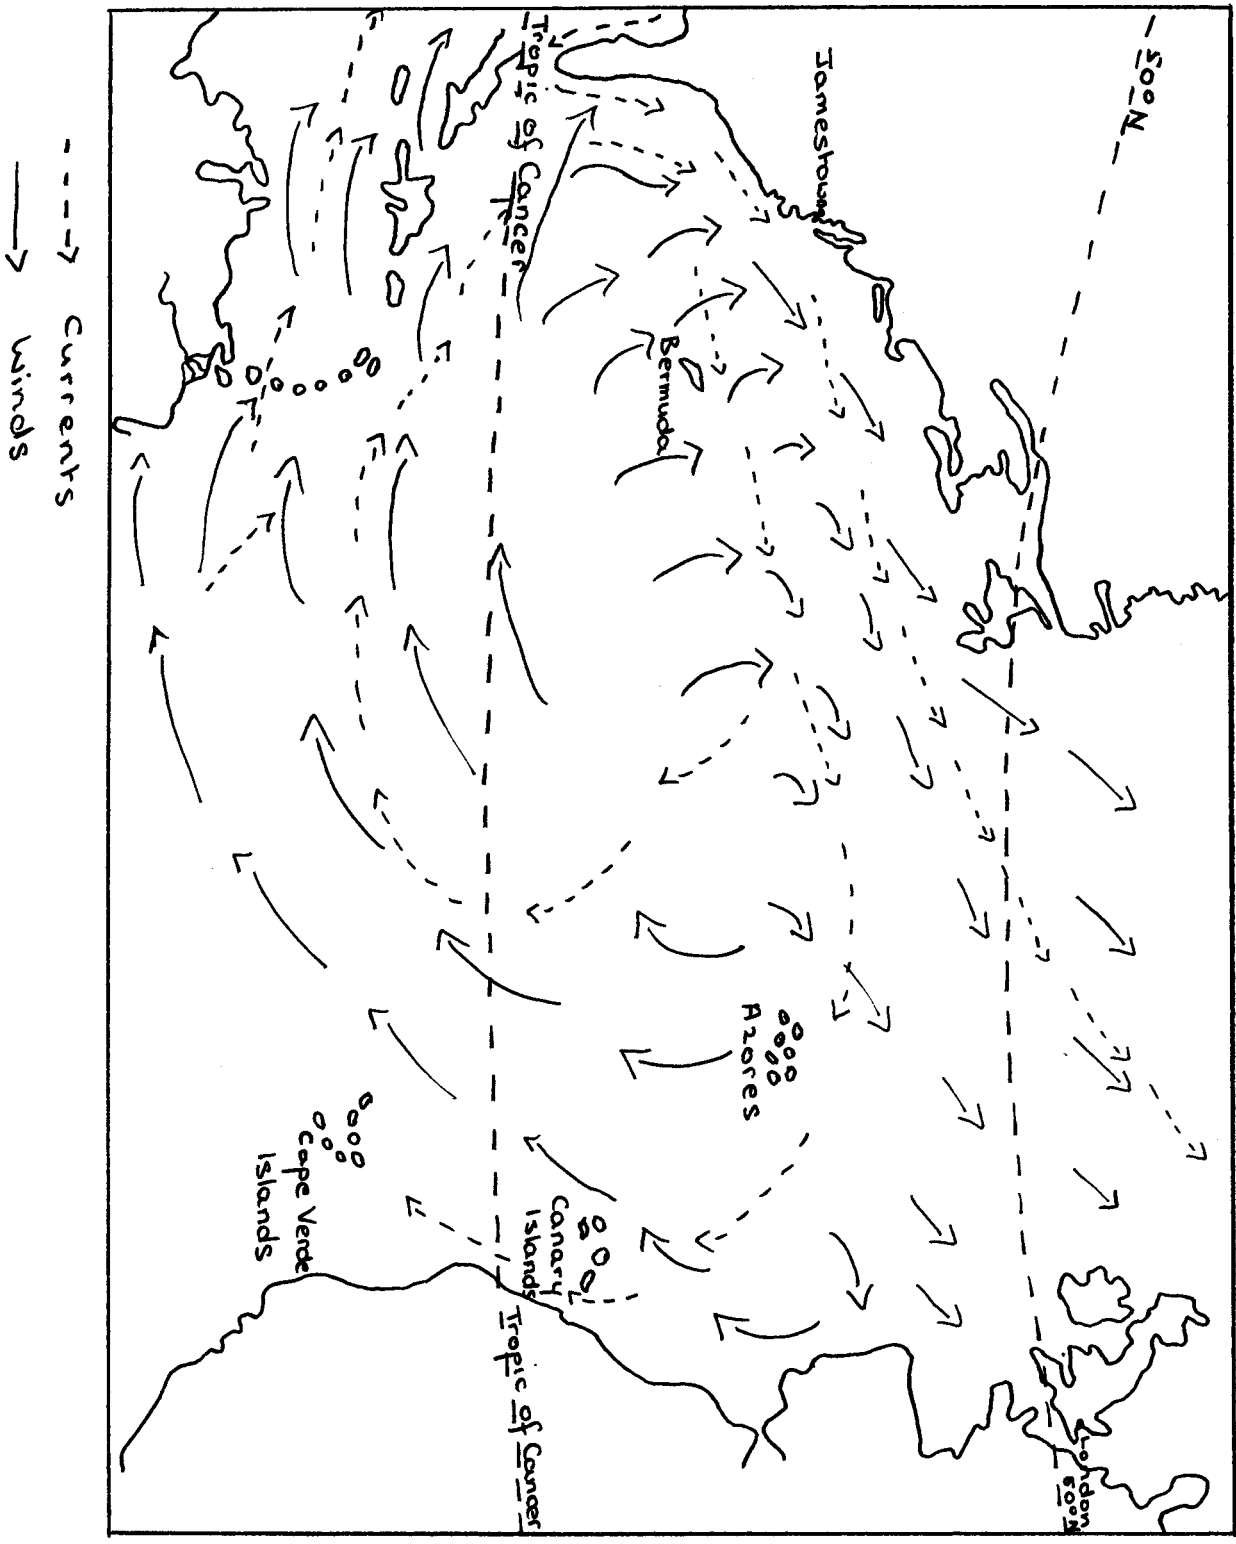 50° N
Jamestown
Tropic of Cancer
Bermuda
Azores
Canary
Islands
Cape Verde
Islands
London
50°N
Tropic of Cancer
Currents
Winds